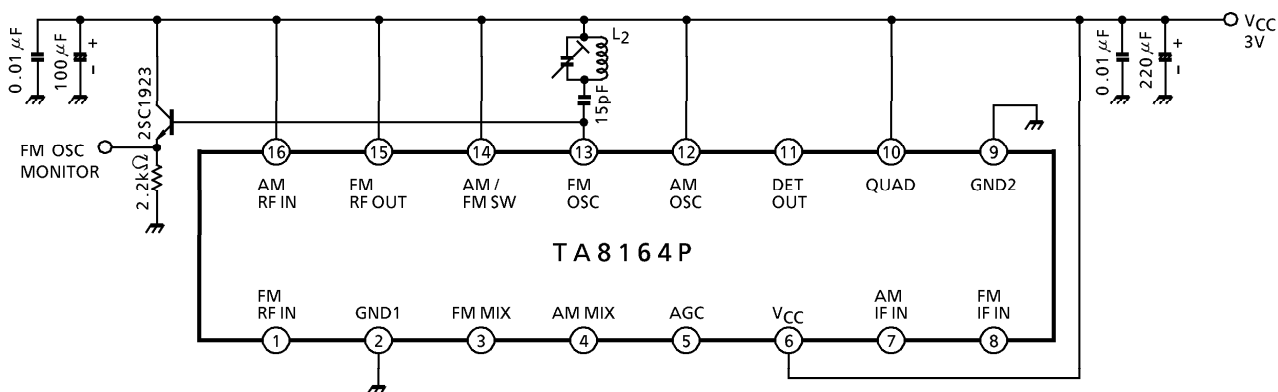 0.01μF
100μF
+
-
2SC1923
FM OSC
MONITOR
2.2kΩ
L2
15pF
0.01μF
220μF
+
-
VCC
3V
16
15
14
13
12
11
10
9
AM
RF IN
FM
RF OUT
AM /
FM SW
FM
OSC
AM
OSC
DET
OUT
QUAD
GND2
TA8164P
FM
RF IN
GND1
FM MIX
AM MIX
AGC
VCC
AM
IF IN
FM
IF IN
1
2
3
4
5
6
7
8